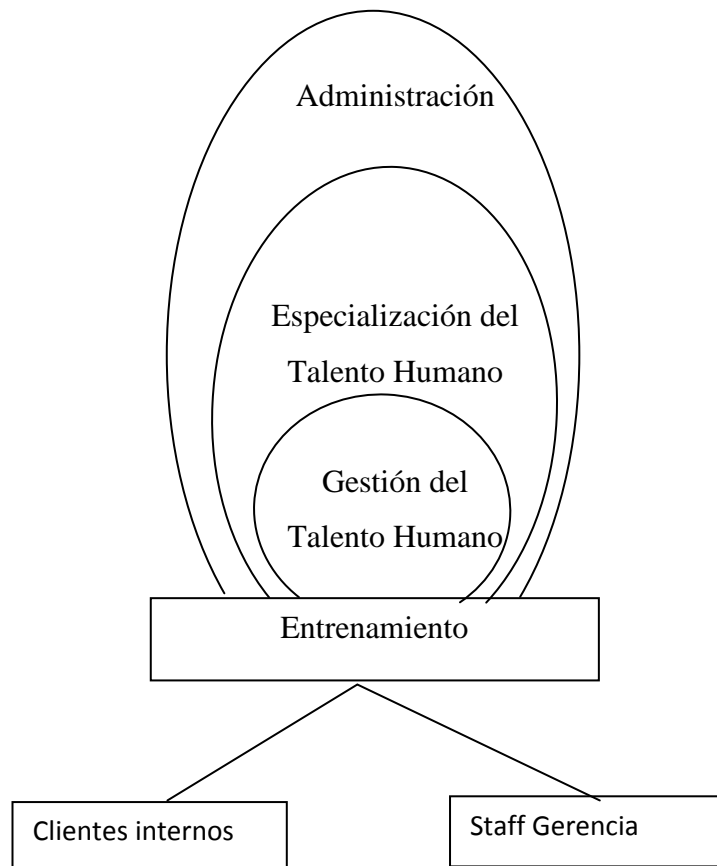 Administración
Especialización del
Talento Humano
Gestión del
Talento Humano
Entrenamiento
Clientes internos
Staff Gerencia